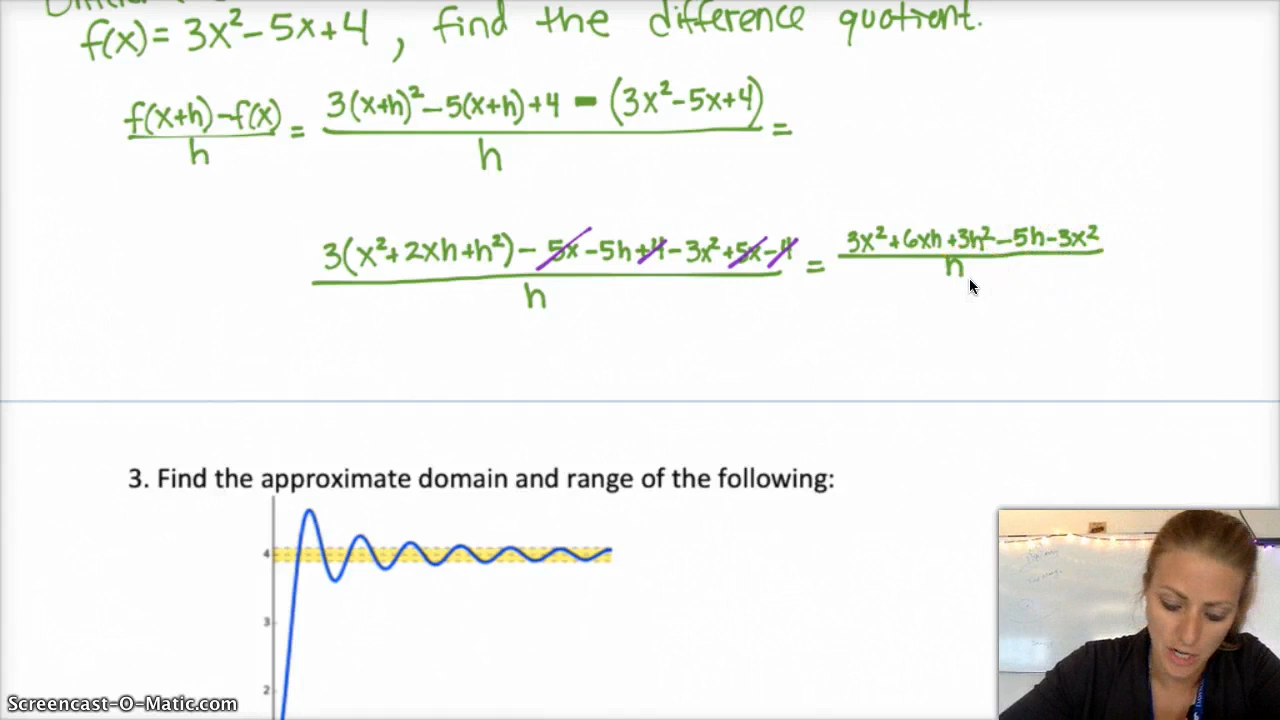 f(x) = 3x²-5x+4 , find the difference quotient.
f(x+h)-f(x) / h = 3(x+h)²-5(x+h)+4 - (3x²-5x+4) / h =
3(x²+2xh+h²)- 5x -5h+4-3x²+5x-4 / h = 3x²+6xh+3h²-5h-3x² / h
3. Find the approximate domain and range of the following:
4
3
2
Screencast-O-Matic.com